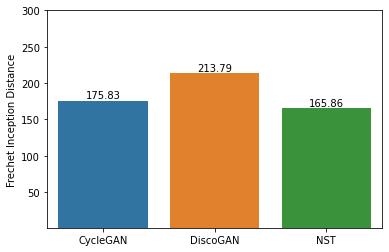 300
250
200
150
100
50
Frechet Inception Distance
175.83
213.79
165.86
CycleGAN
DiscoGAN
NST